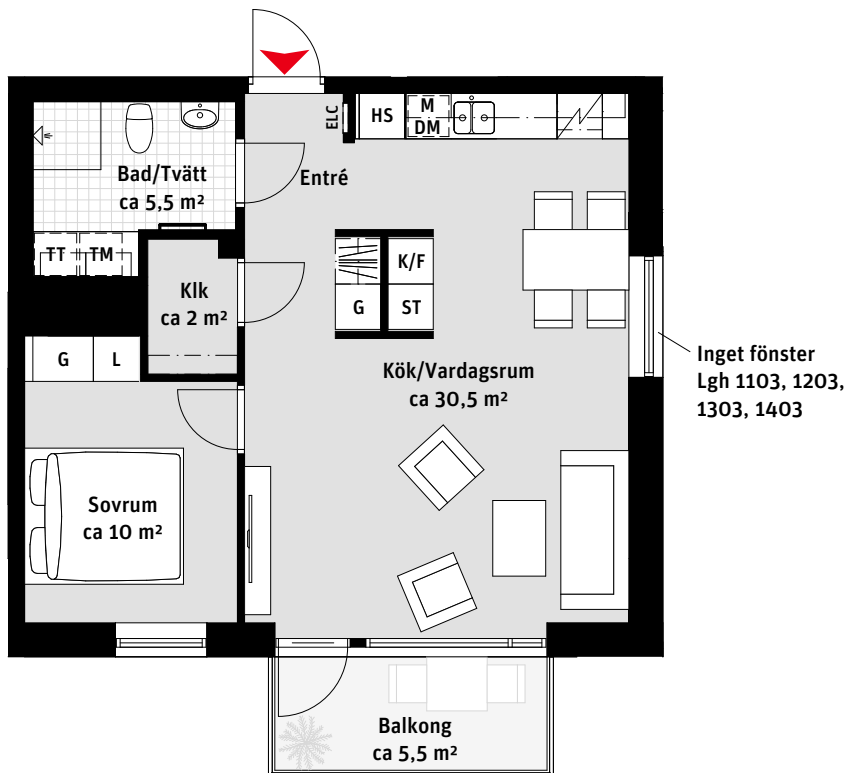 ELC
HS
M
DM
Bad/Tvätt
ca 5,5 m²
Entré
TT
TM
K/F
Klk
ca 2 m²
G
ST
G
L
Kök/Vardagsrum
ca 30,5 m²
Inget fönster
Lgh 1103, 1203,
1303, 1403
Sovrum
ca 10 m²
Balkong
ca 5,5 m²